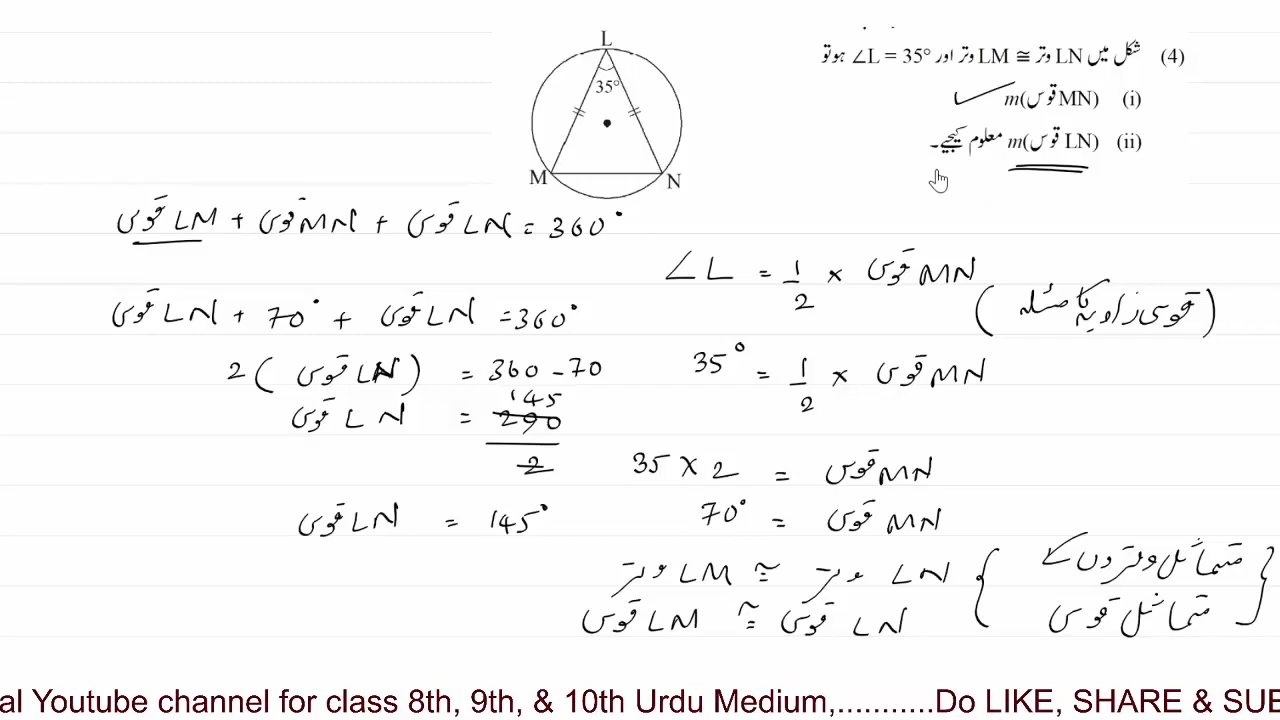 (4) شکل میں LN وتر ≅ LM وتر اور ∠L = 35° ہو تو
(i) m(قوس MN)
(ii) m(قوس LN) معلوم کیجیے۔
L
35°
M N
قوس LM + قوس MN + قوس LN = 360°
قوس LN + 70° + قوس LN = 360°
2 ( قوس LN ) = 360 - 70
145
قوس LN = 290
2
قوس LN = 145°
∠L = 1/2 × قوس MN
(قوسی زاویہ کا مسئلہ)
35° = 1/2 × قوس MN
35 × 2 = قوس MN
70° = قوس MN
وتر LM ≅ وتر LN { متماثل وتروں کے
قوس LM ≅ قوس LN متماثل قوس }
al Youtube channel for class 8th, 9th, & 10th Urdu Medium,...........Do LIKE, SHARE & SUB